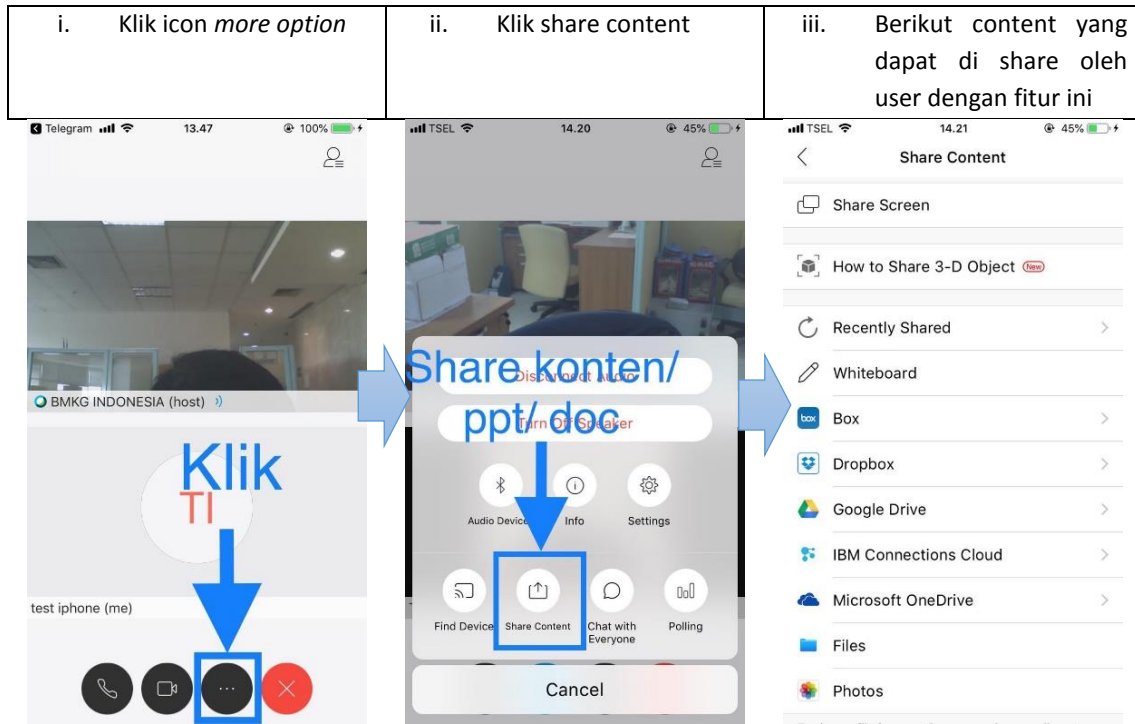 i. Klik icon more option
ii. Klik share content
iii. Berikut content yang
dapat di share oleh
user dengan fitur ini
Telegram 13.47 100%
BMKG INDONESIA (host)
Klik
TI
test iphone (me)
TSEL 14.20 45%
Disconnect Audio
Share konten/
Turn Off Speaker
ppt/ doc
Audio Device Info Settings
Find Device Share Content Chat with
Everyone
Polling
Cancel
TSEL 14.21 45%
Share Content
Share Screen
How to Share 3-D Object New
Recently Shared
Whiteboard
box Box
Dropbox
Google Drive
IBM Connections Cloud
Microsoft OneDrive
Files
Photos